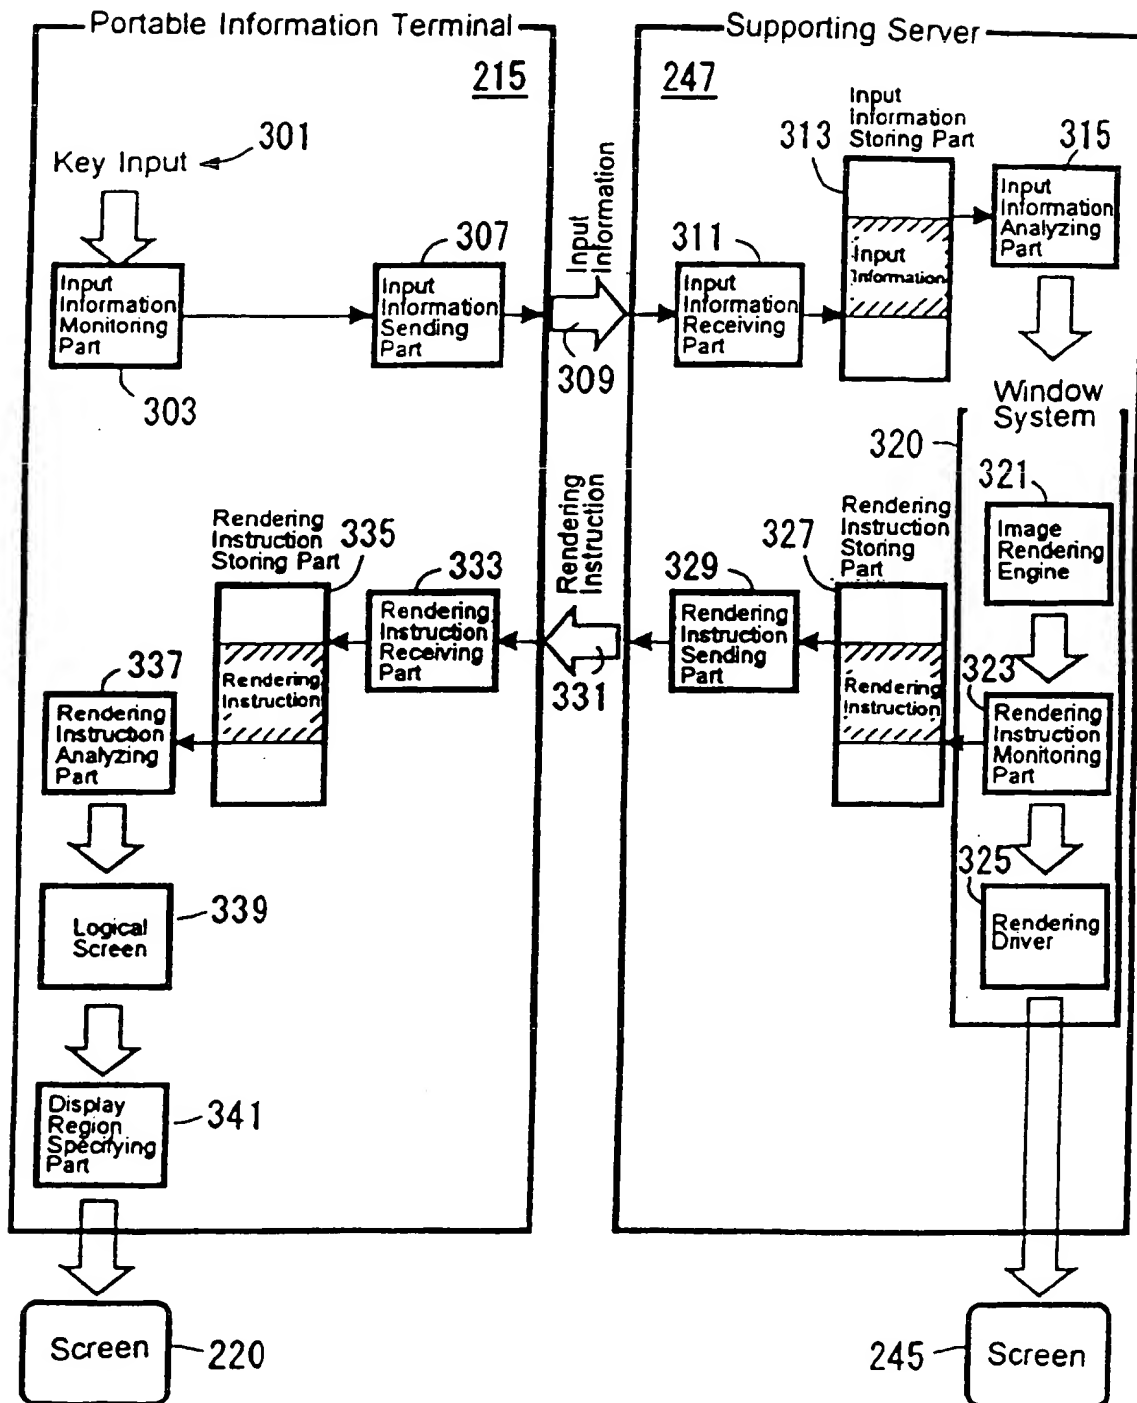 Portable Information Terminal
215
301
Key Input
Input
Information
Monitoring
Part
303
307
Input
Information
Sending
Part
Input
Information
309
Supporting Server
247
Input
Information
Storing Part
313
315
311
Input
Information
Receiving
Part
Input
Information
Input
Information
Analyzing
Part
Window
System
320
321
Image
Rendering
Engine
Rendering
Instruction
Storing
Part
327
329
Rendering
Instruction
Sending
Part
Rendering
Instruction
323
Rendering
Instruction
Monitoring
Part
325
Rendering
Driver
Rendering
Instruction
331
Rendering
Instruction
Storing Part
335
333
Rendering
Instruction
Receiving
Part
Rendering
Instruction
337
Rendering
Instruction
Analyzing
Part
Logical
Screen
339
Display
Region
Specifying
Part
341
Screen
220
245
Screen